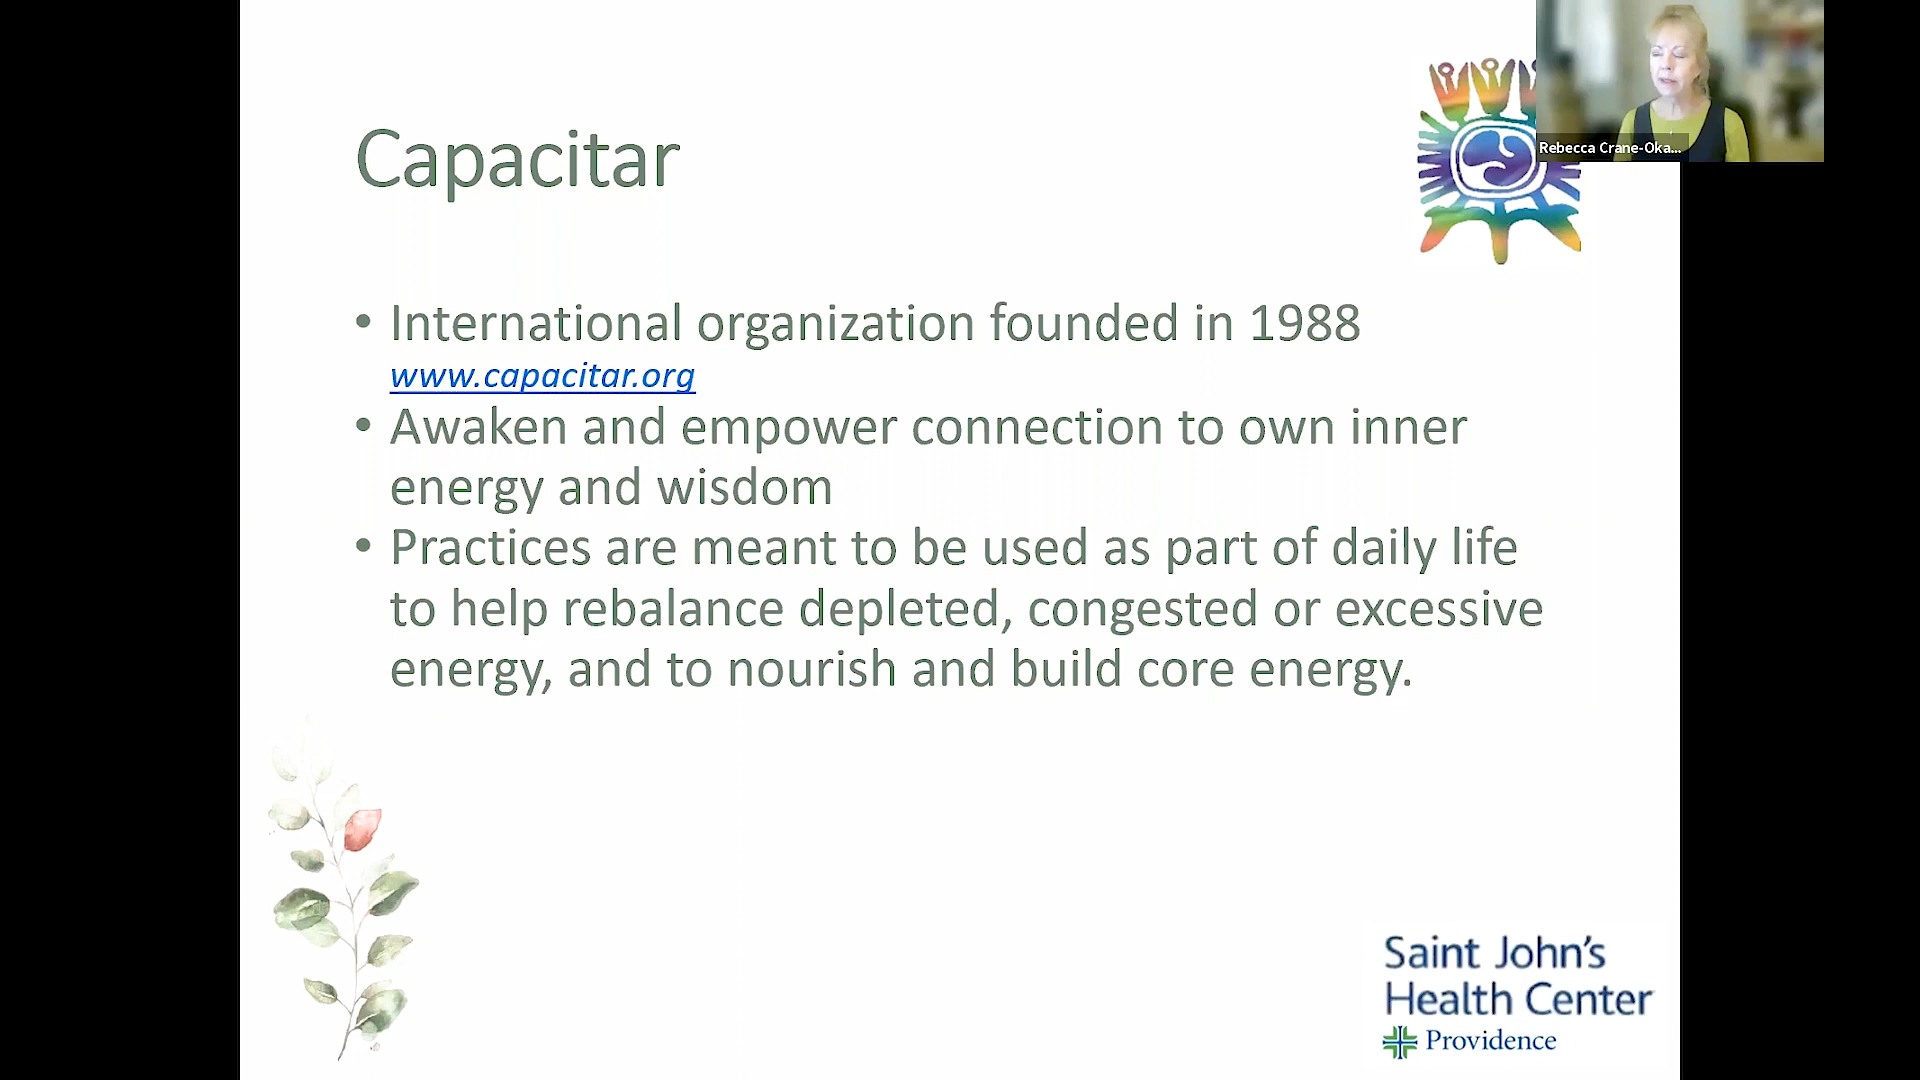 Rebecca Crane-Oka...
Capacitar
• International organization founded in 1988
www.capacitar.org
• Awaken and empower connection to own inner
energy and wisdom
• Practices are meant to be used as part of daily life
to help rebalance depleted, congested or excessive
energy, and to nourish and build core energy.
Saint John's
Health Center
Providence